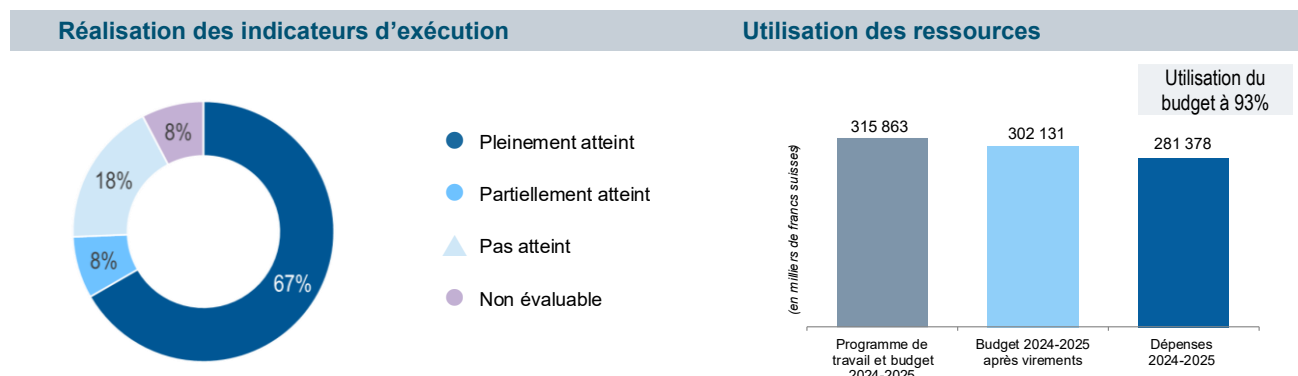 Réalisation des indicateurs d’exécution
8%
18%
8%
67%
Pleinement atteint
Partiellement atteint
Pas atteint
Non évaluable
Utilisation des ressources
Utilisation du
budget à 93%
(en milliers de francs suisses)
315 863
302 131
281 378
Programme de
travail et budget
2024-2025
Budget 2024-2025
après virements
Dépenses
2024-2025